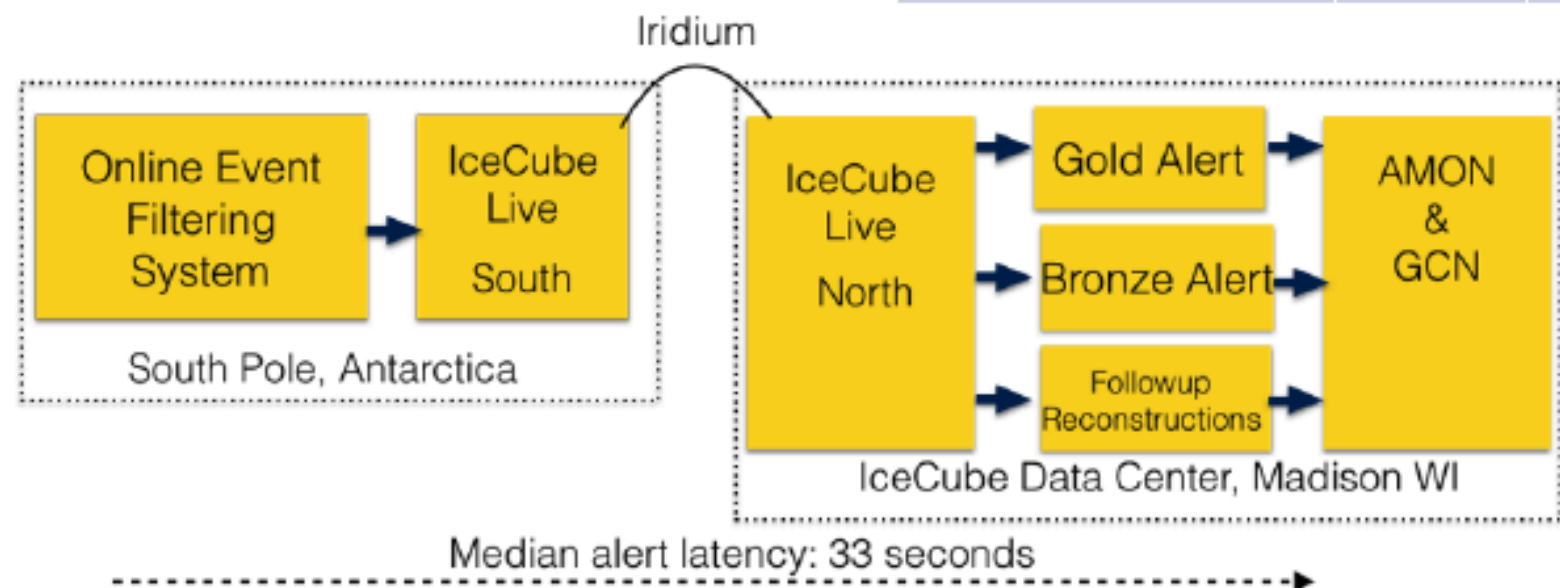 Iridium
Online Event
Filtering
System
IceCube
Live
South
South Pole, Antarctica
IceCube
Live
North
Gold Alert
Bronze Alert
Followup
Reconstructions
AMON
&
GCN
IceCube Data Center, Madison WI
Median alert latency: 33 seconds